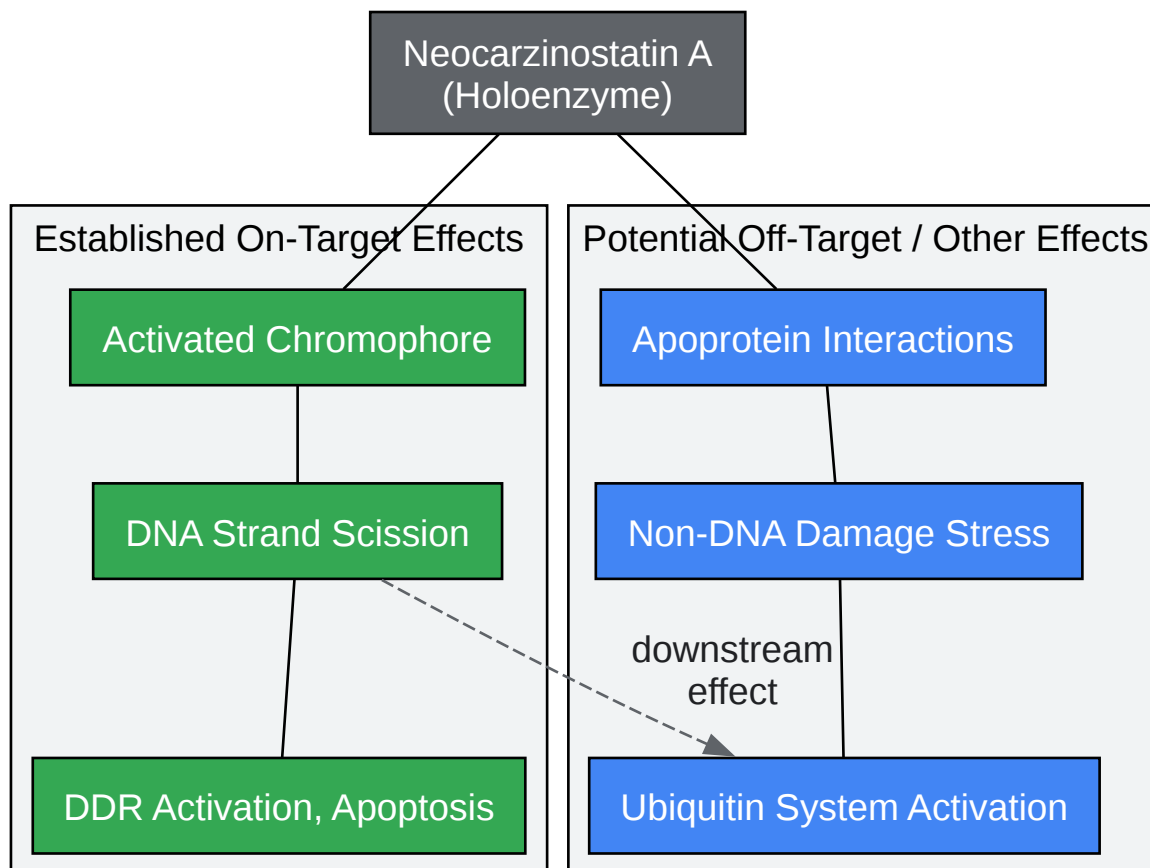 Neocarzinostatin A
(Holoenzyme)
Established On-Target Effects
Activated Chromophore
DNA Strand Scission
DDR Activation, Apoptosis
Potential Off-Target / Other Effects
Apoprotein Interactions
Non-DNA Damage Stress
downstream
effect
Ubiquitin System Activation